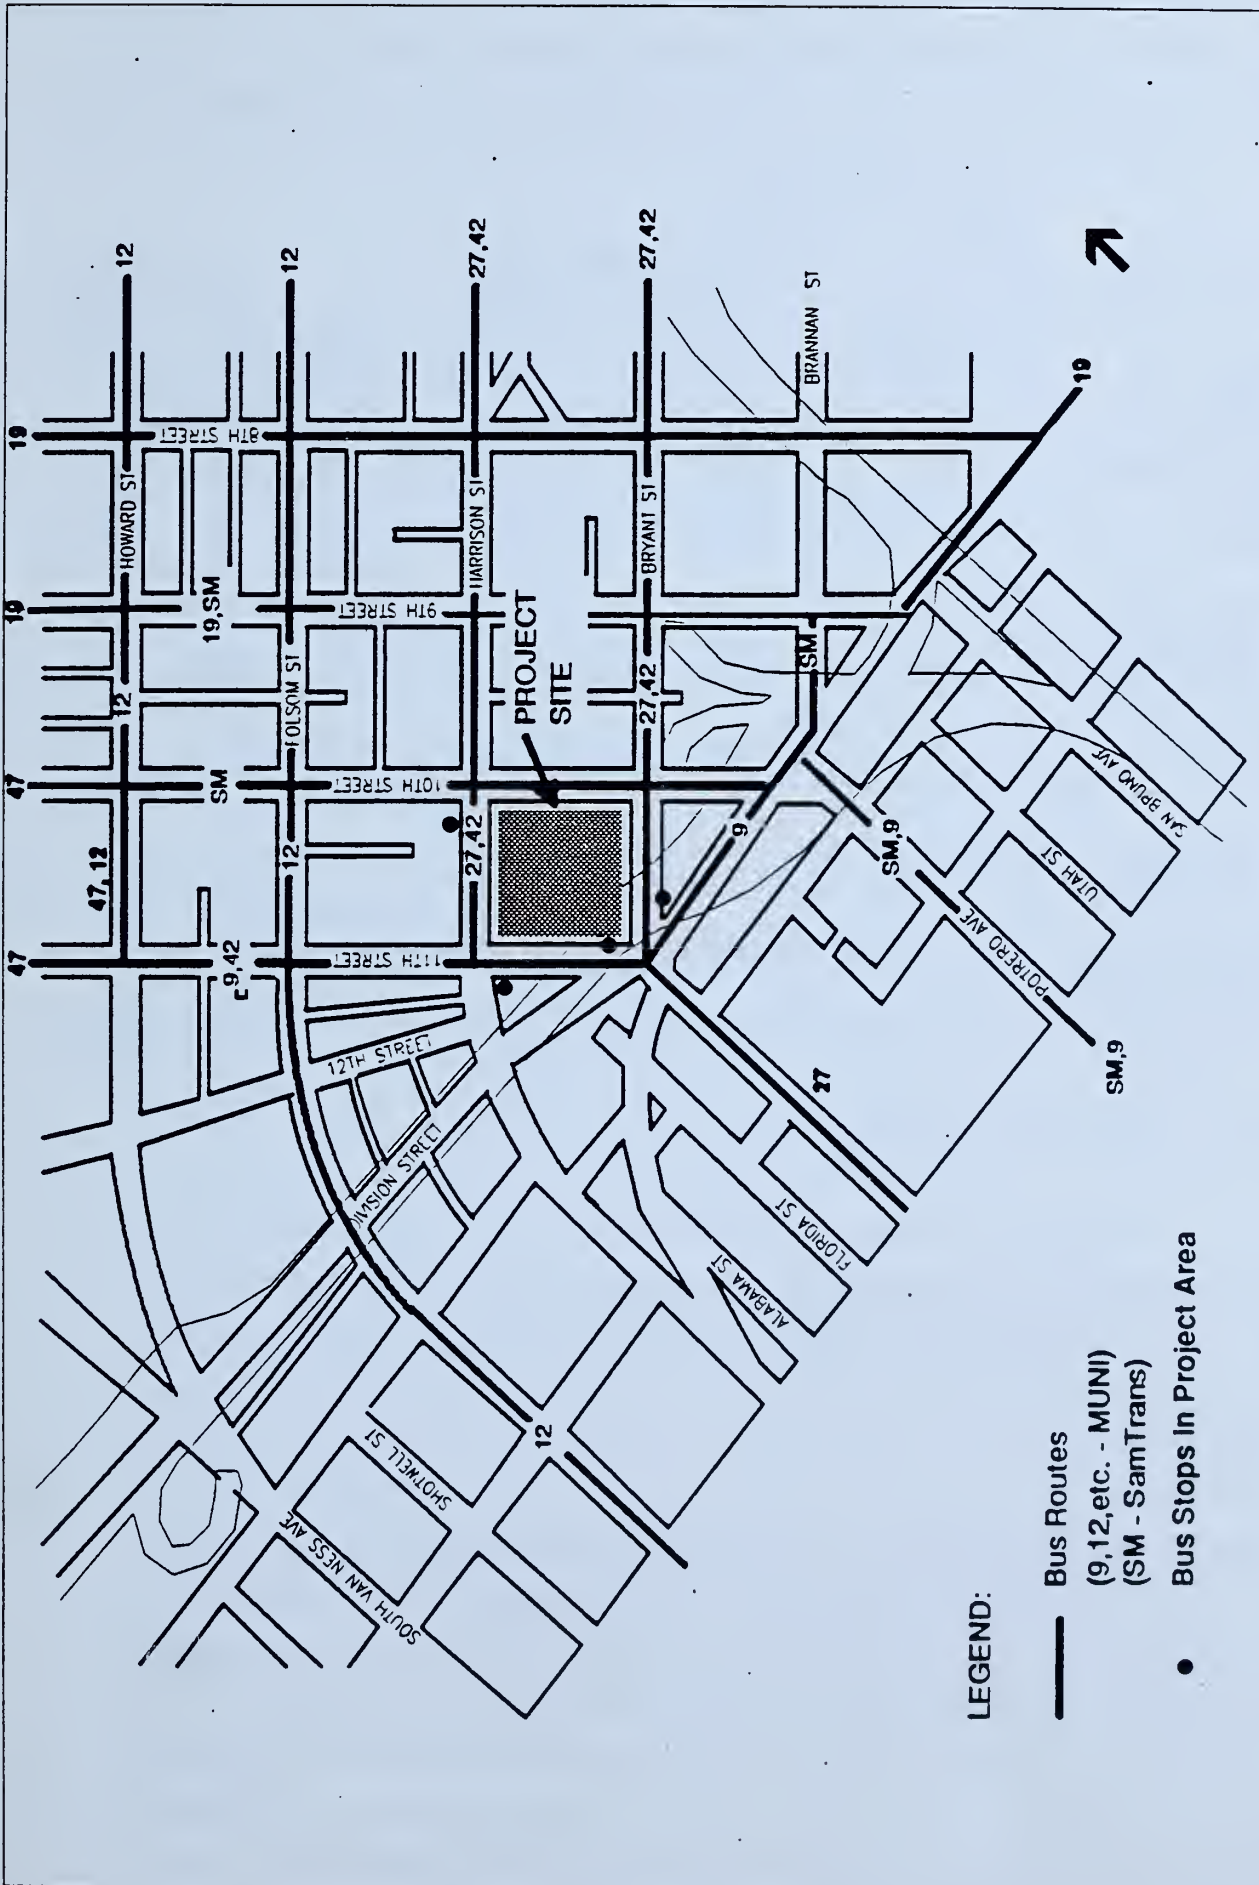 47
19
19
HOWARD ST
12
12
47, 12
8TH STREET
19,SM
SM
9,42
FOLSOM ST
12
12
9TH STREET
10TH STREET
11TH STREET
12TH STREET
HARRISON ST
27,42
27,42
PROJECT
SITE
BRYANT ST
27,42
27,42
9
SM
BRANNAN ST
19
SM,9
POTRERO AVE
UTAH ST
SAN BRUNO AVE
SM,9
27
DIVISION STREET
FLORIDA ST
ALABAMA ST
12
SHOTWELL ST
SOUTH VAN NESS AVE
LEGEND:
Bus Routes
(9,12,etc. - MUNI)
(SM - SamTrans)
Bus Stops In Project Area